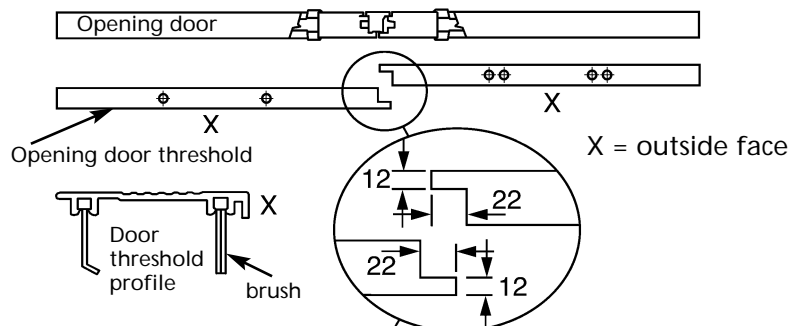 Opening door
X
X
Opening door threshold
X = outside face
12
22
X
Door
threshold
profile
brush
22
12